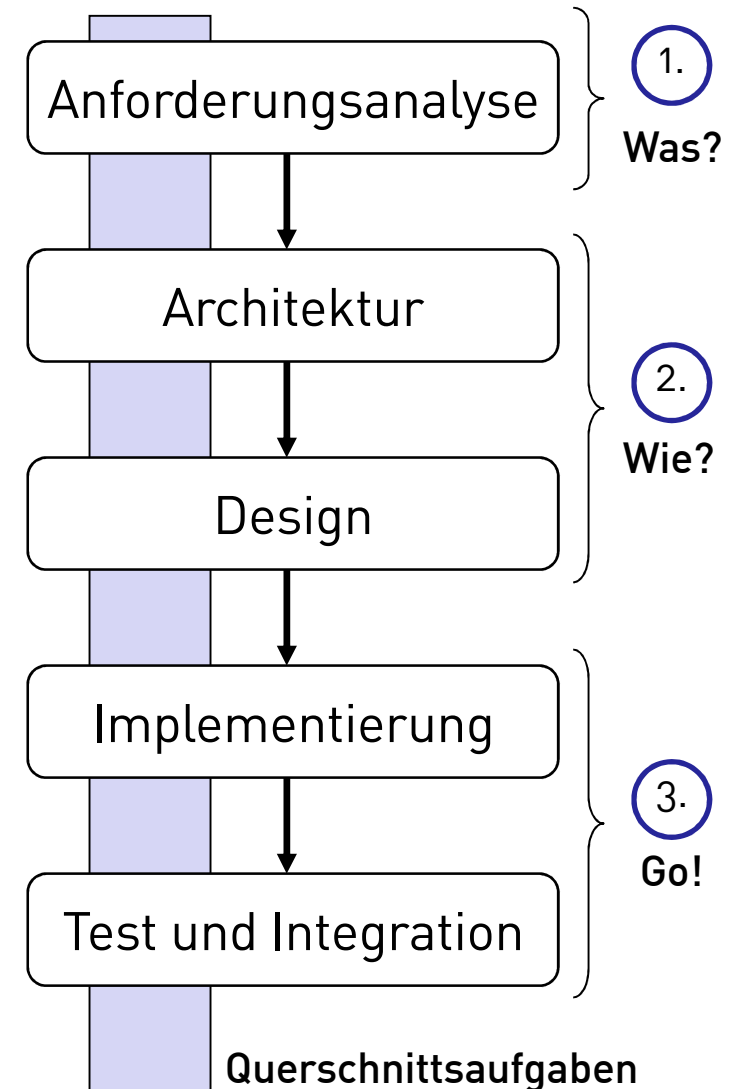 Anforderungsanalyse
1.
Was?
Architektur
2.
Wie?
Design
Implementierung
3.
Go!
Test und Integration
Querschnittsaufgaben